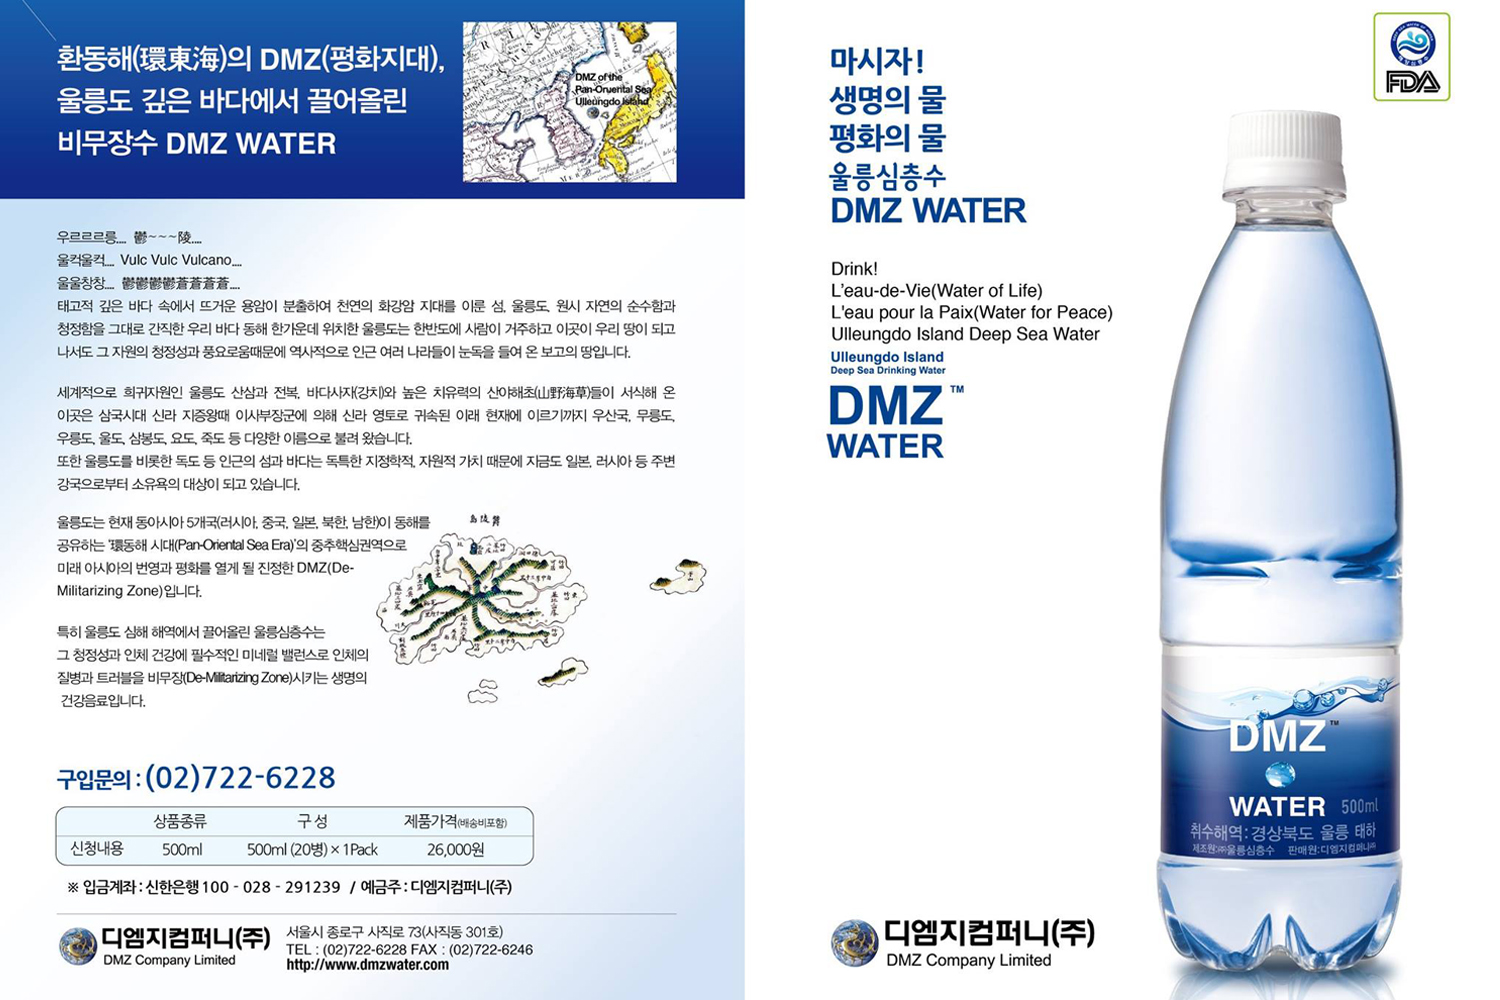 환동해(環東海)의 DMZ(평화지대),
울릉도 깊은 바다에서 끌어올린
비무장수 DMZ WATER
DMZ of the
Pan-Oruental Sea
Ulleungdo Island
우르르르릉.... 鬱~~~陵....
울컥울컥.... Vulc Vulc Vulcano....
울울창창.... 鬱鬱鬱鬱蒼蒼蒼蒼....
태고적 깊은 바다 속에서 뜨거운 용암이 분출하여 천연의 화강암 지대를 이룬 섬, 울릉도. 원시 자연의 순수함과
청정함을 그대로 간직한 우리 바다 동해 한가운데 위치한 울릉도는 한반도에 사람이 거주하고 이곳이 우리 땅이 되고
나서도 그 자원의 청정성과 풍요로움때문에 역사적으로 인근 여러 나라들이 눈독을 들여 온 보고의 땅입니다.
세계적으로 희귀자원인 울릉도 산삼과 전복, 바다사자(강치)와 높은 치유력의 산야해초(山野海草)들이 서식해 온
이곳은 삼국시대 신라 지증왕때 이사부장군에 의해 신라 영토로 귀속된 이래 현재에 이르기까지 우산국, 무릉도,
우릉도, 울도, 삼봉도, 요도, 죽도 등 다양한 이름으로 불려 왔습니다.
또한 울릉도를 비롯한 독도 등 인근의 섬과 바다는 독특한 지정학적, 자원적 가치 때문에 지금도 일본, 러시아 등 주변
강국으로부터 소유욕의 대상이 되고 있습니다.
울릉도는 현재 동아시아 5개국(러시아, 중국, 일본, 북한, 남한)이 동해를
공유하는 '環동해 시대(Pan-Oriental Sea Era)'의 중추핵심권역으로
미래 아시아의 번영과 평화를 열게 될 진정한 DMZ(De-
Militarizing Zone)입니다.
특히 울릉도 심해 해역에서 끌어올린 울릉심층수는
그 청정성과 인체 건강에 필수적인 미네럴 밸런스로 인체의
질병과 트러블을 비무장(De-Militarizing Zone)시키는 생명의
건강음료입니다.
구입문의 : (02)722-6228
상품종류 구 성 제품가격(배송비포함)
신청내용 500ml 500ml (20병) × 1Pack 26,000원
※ 입금계좌 : 신한은행 100 - 028 - 291239 / 예금주 : 디엠지컴퍼니(주)
디엠지컴퍼니(주)
DMZ Company Limited
서울시 종로구 사직로 73(사직동 301호)
TEL : (02)722-6228 FAX : (02)722-6246
http://www.dmzwater.com
마시자!
생명의 물
평화의 물
울릉심층수
DMZ WATER
Drink!
L'eau-de-Vie(Water of Life)
L'eau pour la Paix(Water for Peace)
Ulleungdo Island Deep Sea Water
Ulleungdo Island
Deep Sea Drinking Water
DMZ™
WATER
FDA
DMZ™
WATER 500ml
취수해역: 경상북도 울릉 태하
제조원:(주)울릉심층수 판매원:디엠지컴퍼니(주)
디엠지컴퍼니(주)
DMZ Company Limited